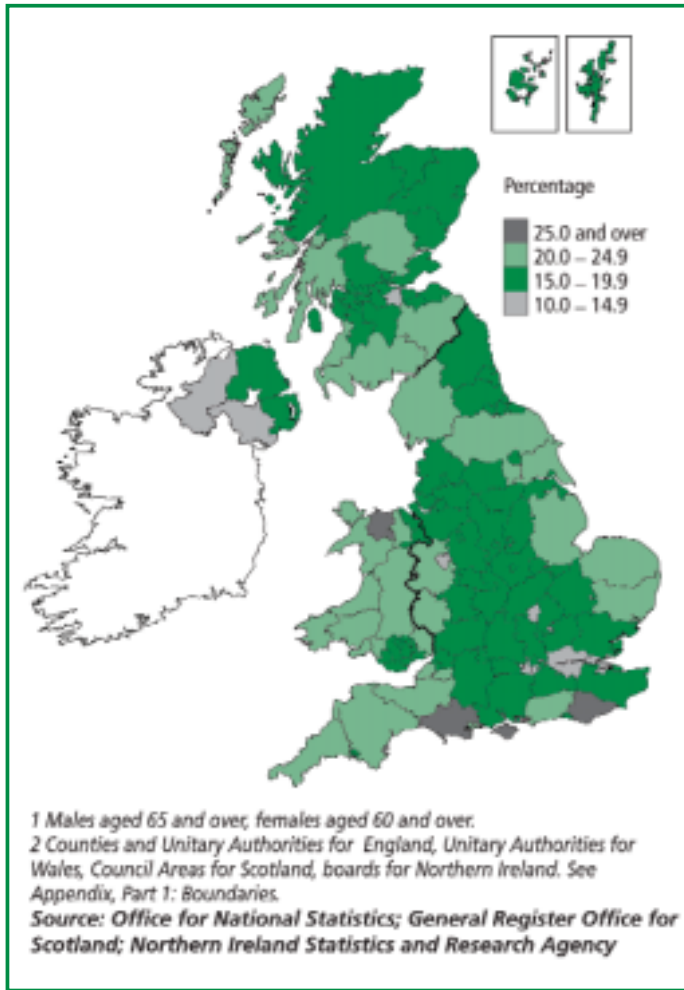 Percentage
25.0 and over
20.0 – 24.9
15.0 – 19.9
10.0 – 14.9
1 Males aged 65 and over, females aged 60 and over.
2 Counties and Unitary Authorities for England, Unitary Authorities for
Wales, Council Areas for Scotland, boards for Northern Ireland. See
Appendix, Part 1: Boundaries.
Source: Office for National Statistics; General Register Office for
Scotland; Northern Ireland Statistics and Research Agency